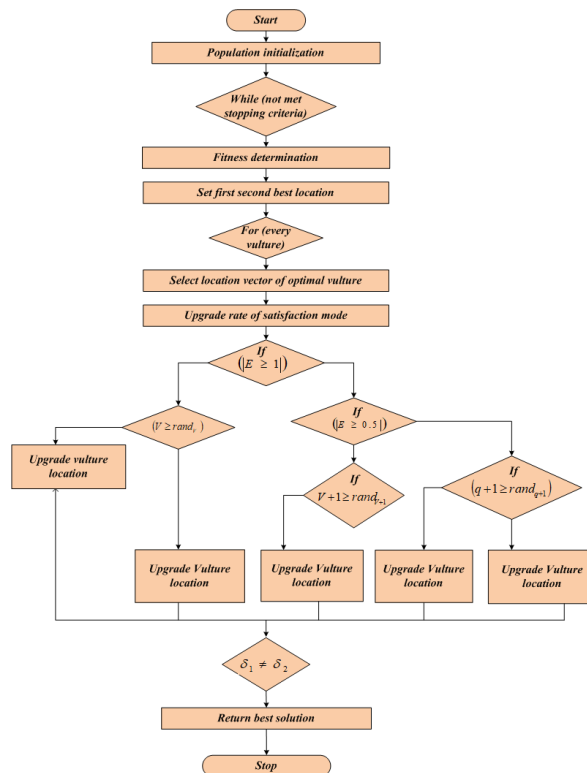 Start
Population initialization
While (not met
stopping criteria)
Fitness determination
Set first second best location
For (every
vulture)
Select location vector of optimal vulture
Upgrade rate of satisfaction mode
If
(|E ≥ 1|)
(V ≥ rand_v)
If
(|E ≥ 0.5|)
Upgrade vulture
location
If
V+1 ≥ rand_{V+1}
If
(q+1 ≥ rand_{q+1})
Upgrade Vulture
location
Upgrade Vulture
location
Upgrade Vulture
location
Upgrade Vulture
location
δ₁ ≠ δ₂
Return best solution
Stop